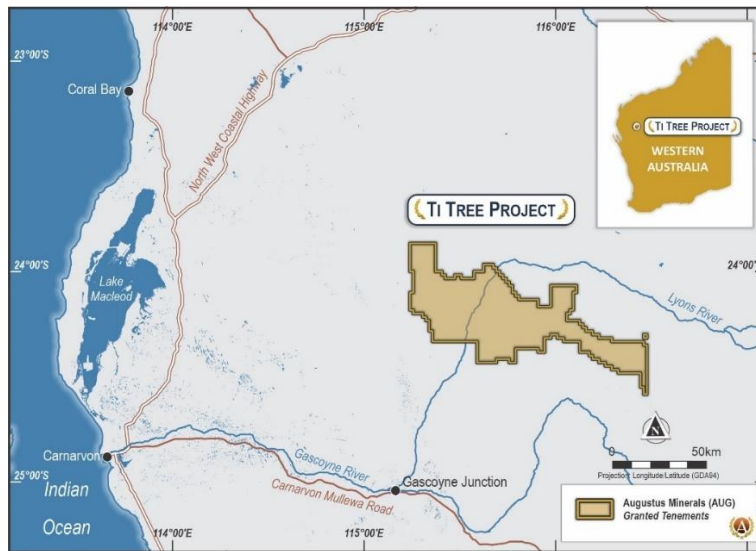 114°00'E
115°00'E
116°00'E
23°00'S
Coral Bay
North West Coastal Highway
TI TREE PROJECT
WESTERN
AUSTRALIA
TI TREE PROJECT
24°00'S
24°00'S
Lake
Macleod
Lyons River
Carnarvon
Gascoyne River
Carnarvon Mullewa Road
Gascoyne Junction
N
0
50km
Projection: Longitude/Latitude (GDA94)
25°00'S
Indian
Ocean
114°00'E
115°00'E
Augustus Minerals (AUG)
Granted Tenements
A